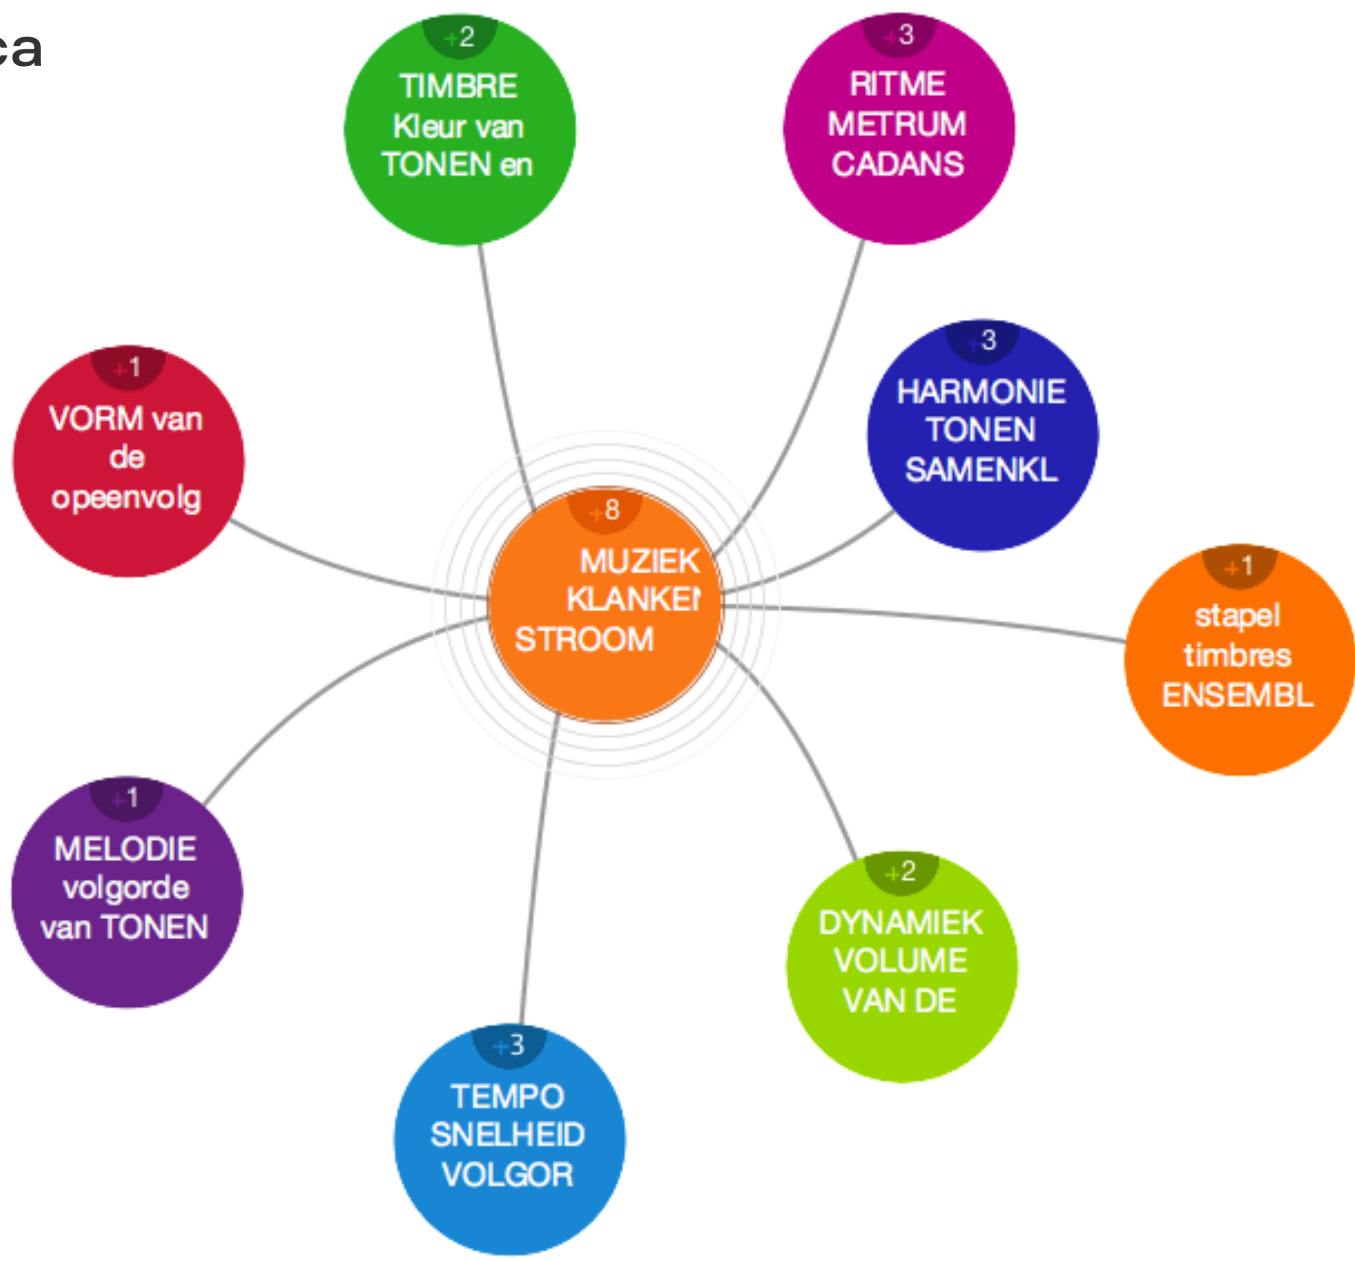 ca
+2
TIMBRE
Kleur van
TONEN en
+3
RITME
METRUM
CADANS
+1
VORM van
de
opeenvolg
+3
HARMONIE
TONEN
SAMENKL
+8
MUZIEK
KLANKEN
STROOM
+1
stapel
timbres
ENSEMBL
+1
MELODIE
volgorde
van TONEN
+2
DYNAMIEK
VOLUME
VAN DE
+3
TEMPO
SNELHEID
VOLGOR